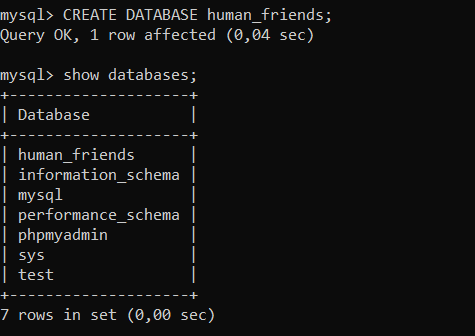 mysql> CREATE DATABASE human_friends;
Query OK, 1 row affected (0,04 sec)
mysql> show databases;
+--------------------+
| Database           |
+--------------------+
| human_friends      |
| information_schema |
| mysql              |
| performance_schema |
| phpmyadmin         |
| sys                |
| test               |
+--------------------+
7 rows in set (0,00 sec)